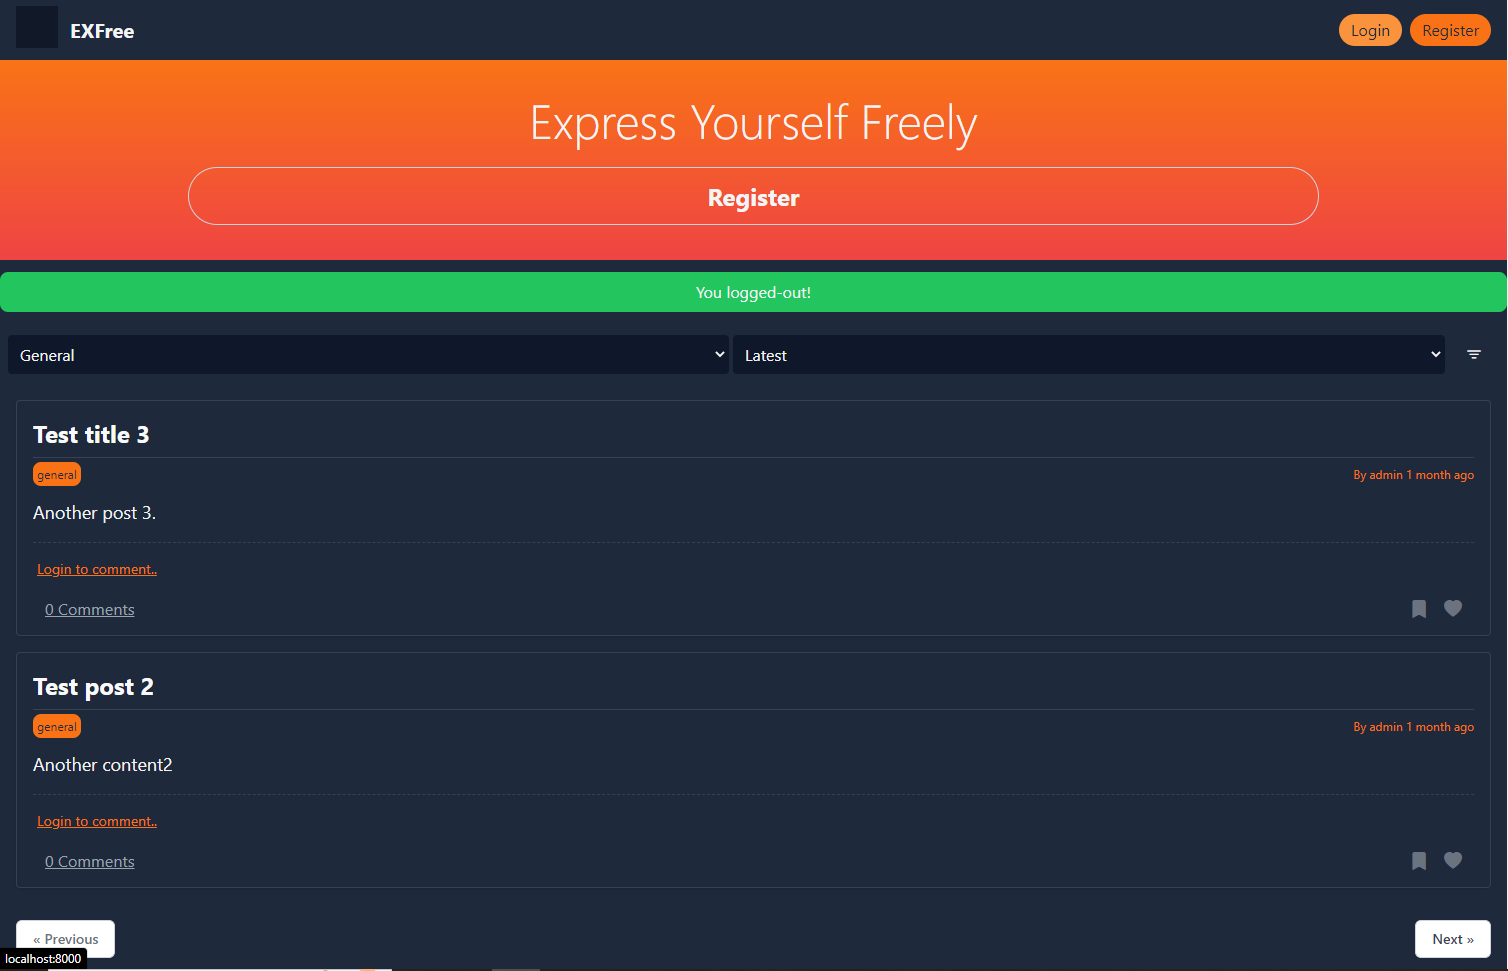 EXFree
Login Register
Express Yourself Freely
Register
You logged-out!
General Latest
Test title 3
general By admin 1 month ago
Another post 3.
Login to comment..
0 Comments
Test post 2
general By admin 1 month ago
Another content2
Login to comment..
0 Comments
« Previous Next »
localhost:8000